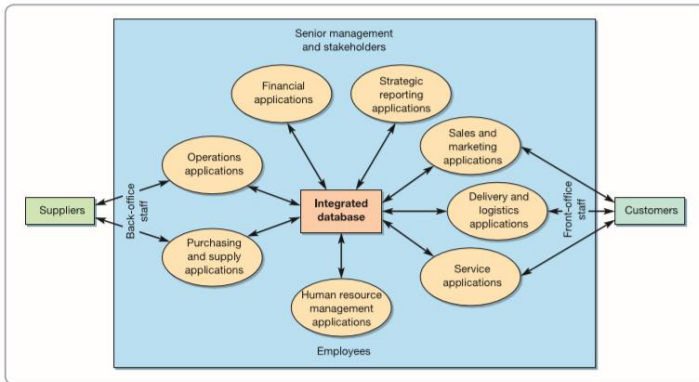 Senior management
and stakeholders
Financial
applications
Strategic
reporting
applications
Sales and
marketing
applications
Operations
applications
Suppliers
Back-office
staff
Integrated
database
Delivery and
logistics
applications
Front-office
staff
Customers
Purchasing
and supply
applications
Service
applications
Human resource
management
applications
Employees